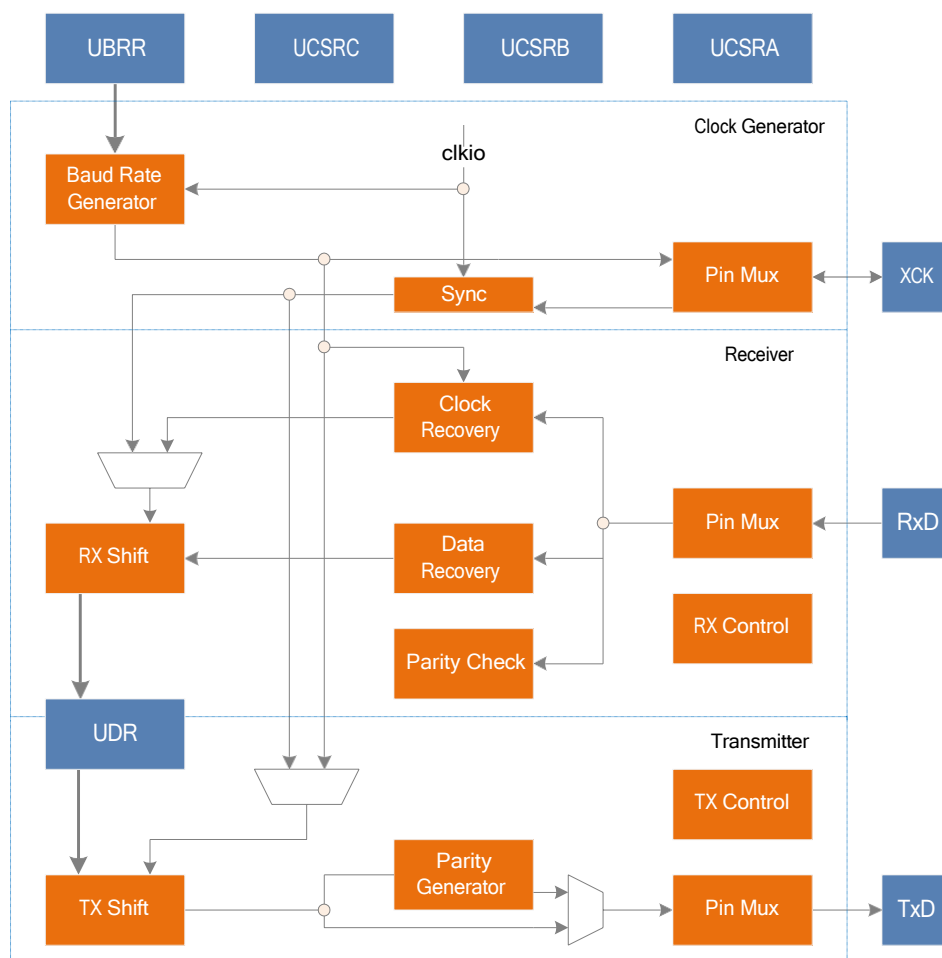 UBRR
UCSRC
UCSRB
UCSRA
Clock Generator
clkio
Baud Rate
Generator
Pin Mux
XCK
Sync
Receiver
Clock
Recovery
RX Shift
Data
Recovery
Pin Mux
RxD
RX Control
Parity Check
UDR
Transmitter
TX Control
TX Shift
Parity
Generator
Pin Mux
TxD